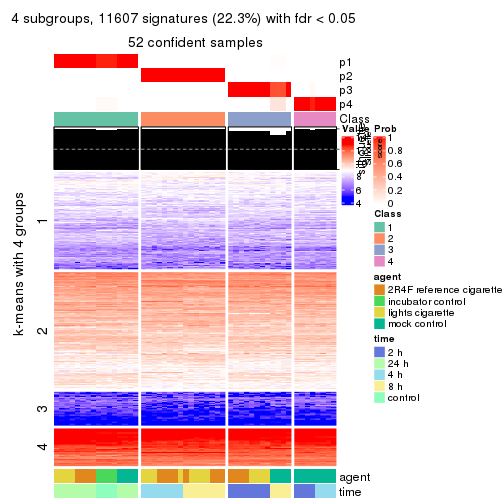 4 subgroups, 11607 signatures (22.3%) with fdr < 0.05
52 confident samples
p1
p2
p3
p4
Class
k-means with 4 groups
1
2
3
4
Value
8
6
4
Prob
1
0.8
0.6
0.4
0.2
0
Class
1
2
3
4
agent
2R4F reference cigarette
incubator control
lights cigarette
mock control
time
2 h
24 h
4 h
8 h
control
agent
time